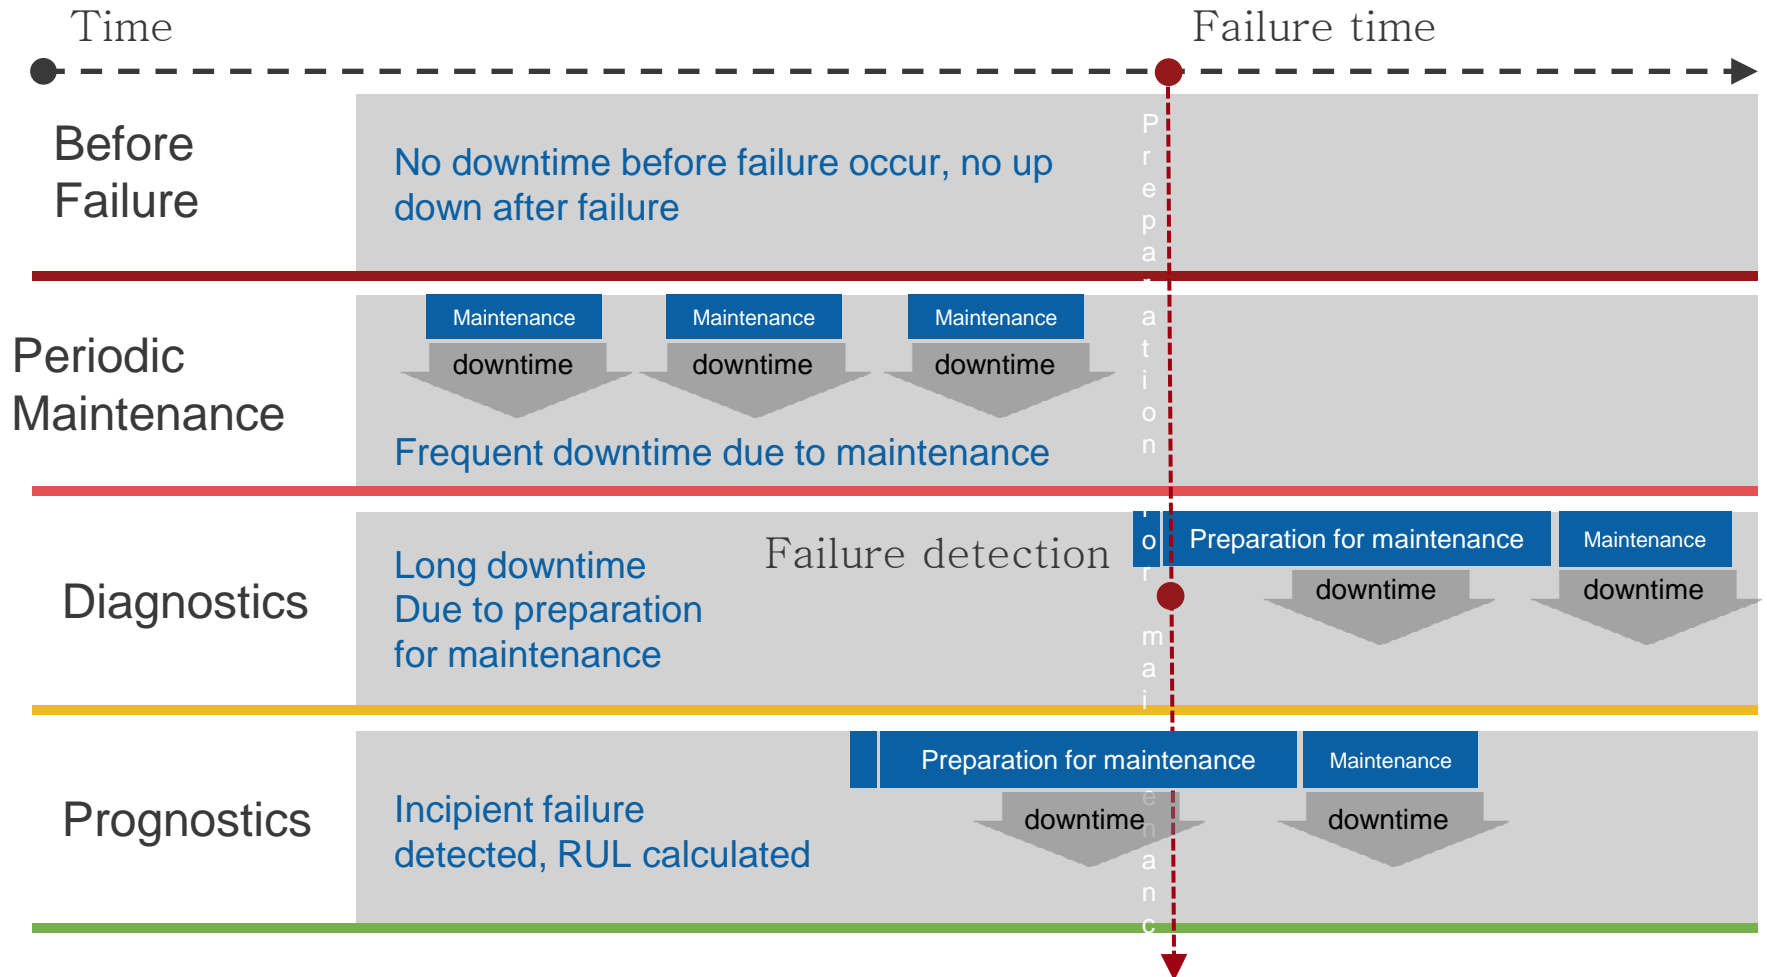 Time
Failure time
Before
Failure
No downtime before failure occur, no up
down after failure
Periodic
Maintenance
Maintenance
Maintenance
Maintenance
downtime
downtime
downtime
Frequent downtime due to maintenance
Diagnostics
Long downtime
Due to preparation
for maintenance
Failure detection
Preparation for maintenance
Maintenance
downtime
downtime
Prognostics
Incipient failure
detected, RUL calculated
Preparation for maintenance
Maintenance
downtime
downtime